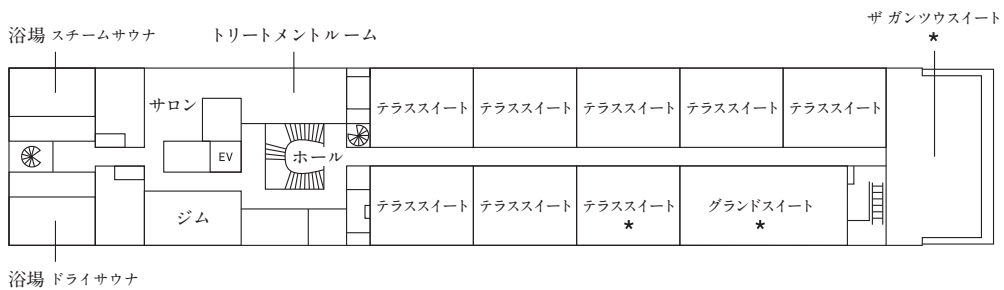 ザ ガンツウスイート
*
浴場 スチームサウナ
トリートメントルーム
サロン
テラススイート
テラススイート
テラススイート
テラススイート
テラススイート
EV
ホール
ジム
テラススイート
テラススイート
テラススイート
*
グランドスイート
*
浴場 ドライサウナ